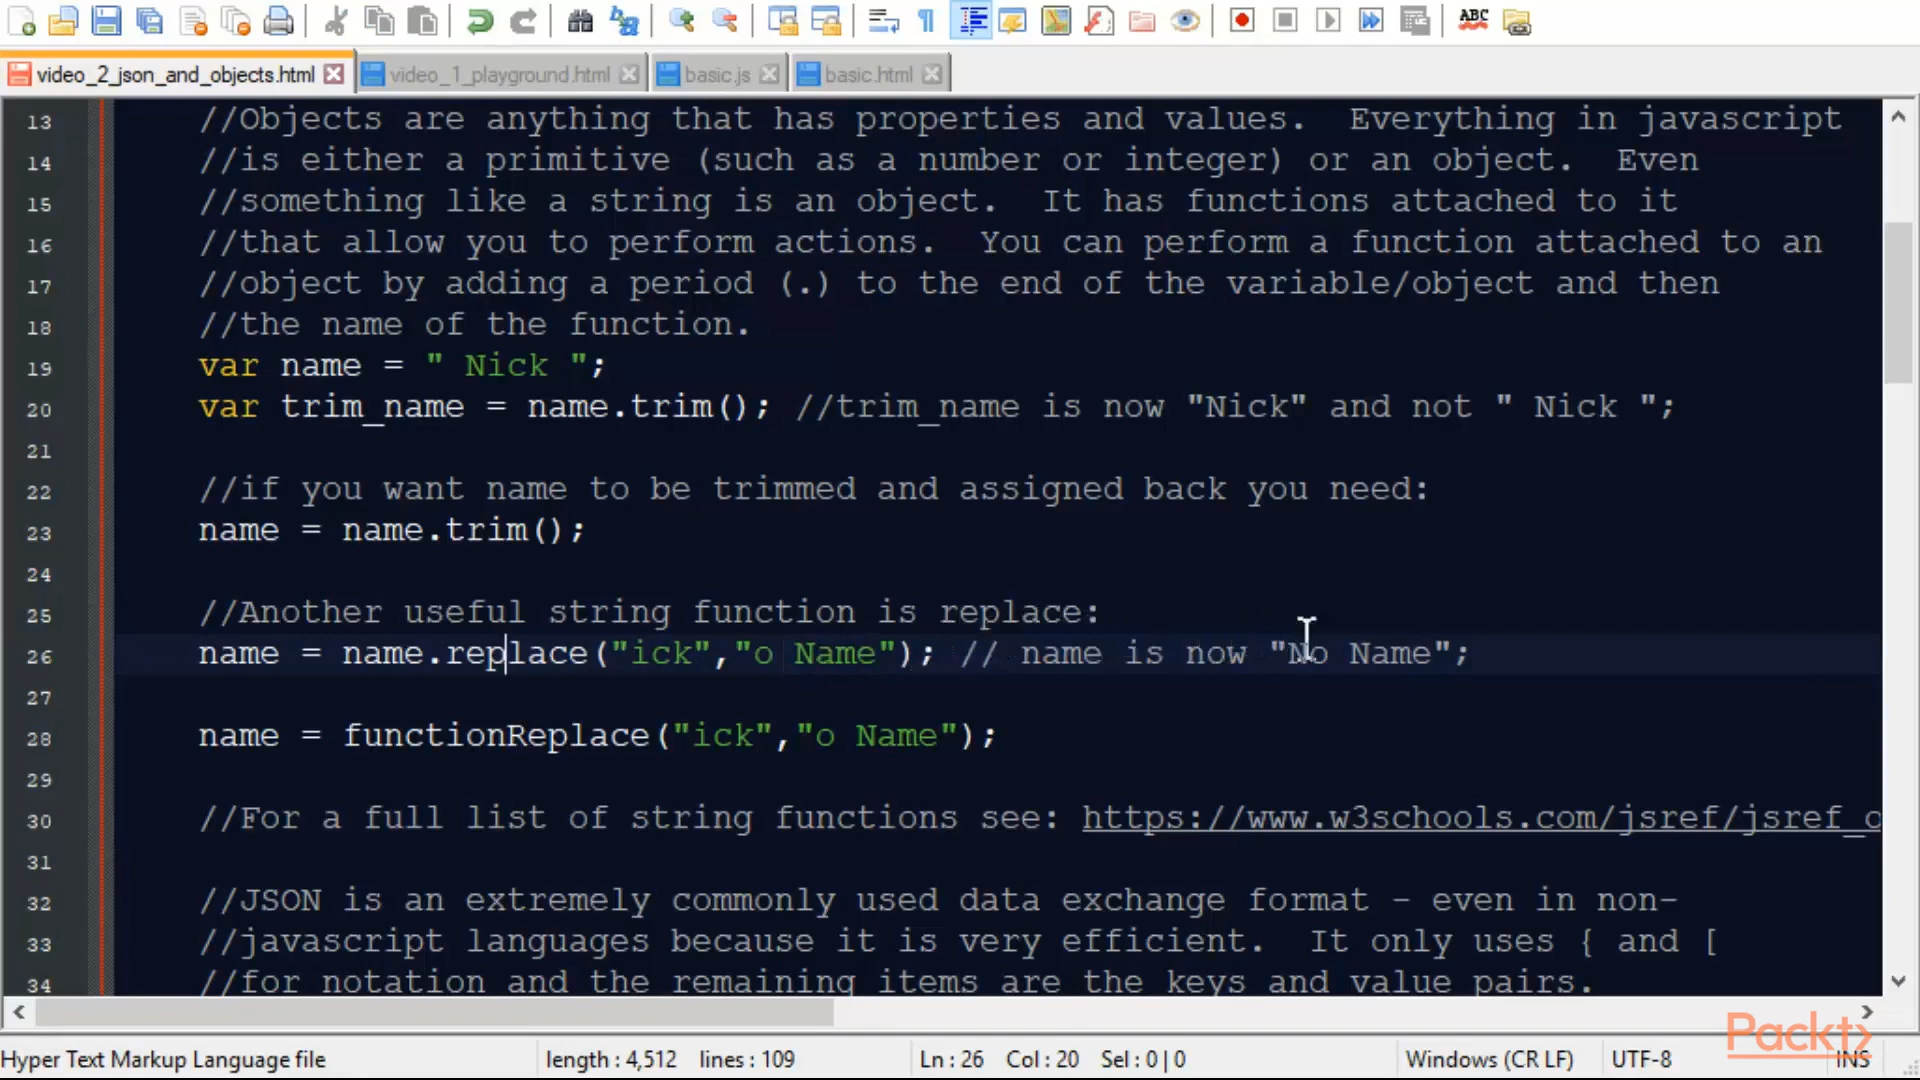 video_2_json_and_objects.html video_1_playground.html basic.js basic.html
13 //Objects are anything that has properties and values.  Everything in javascript
14 //is either a primitive (such as a number or integer) or an object.  Even
15 //something like a string is an object.  It has functions attached to it
16 //that allow you to perform actions.  You can perform a function attached to an
17 //object by adding a period (.) to the end of the variable/object and then
18 //the name of the function.
19 var name = " Nick ";
20 var trim_name = name.trim(); //trim_name is now "Nick" and not " Nick ";
21
22 //if you want name to be trimmed and assigned back you need:
23 name = name.trim();
24
25 //Another useful string function is replace:
26 name = name.replace("ick","o Name"); // name is now "No Name";
27
28 name = functionReplace("ick","o Name");
29
30 //For a full list of string functions see: https://www.w3schools.com/jsref/jsref_o
31
32 //JSON is an extremely commonly used data exchange format - even in non-
33 //javascript languages because it is very efficient.  It only uses { and [
34 //for notation and the remaining items are the keys and value pairs.
Packt
Hyper Text Markup Language file length : 4,512 lines : 109 Ln : 26 Col : 20 Sel : 0 | 0 Windows (CR LF) UTF-8 INS
ABC